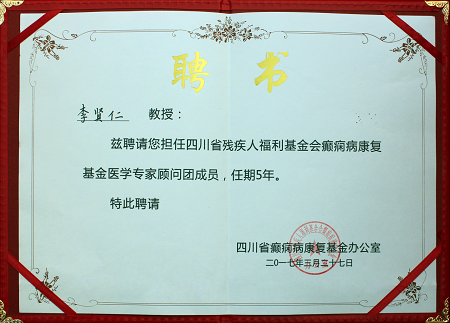 聘书
李贤仁 教授：
兹聘请您担任四川省残疾人福利基金会癫痫病康复
基金医学专家顾问团成员，任期5年。
特此聘请
四川省癫痫病康复基金办公室
二〇一七年五月二十七日